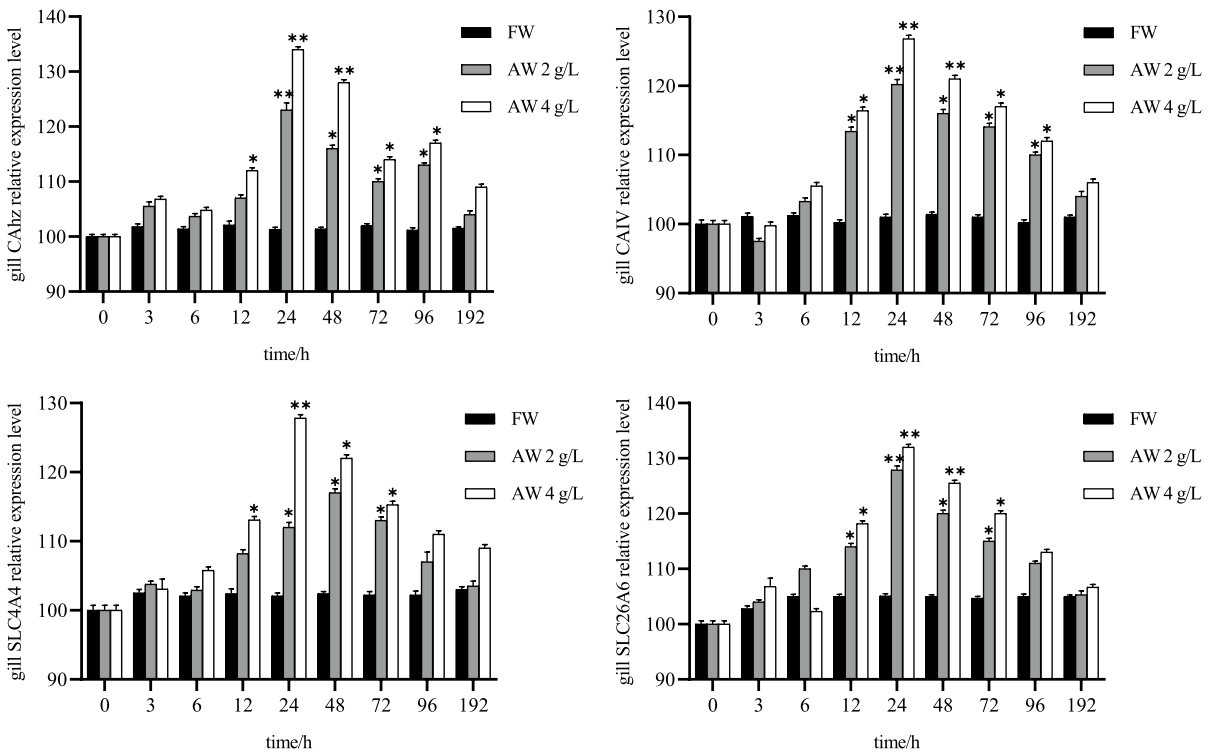 gill CAhz relative expression level
140
130
120
110
100
90
** ** ** * * * * * *
FW
AW 2 g/L
AW 4 g/L
0 3 6 12 24 48 72 96 192
time/h
gill CAIV relative expression level
130
120
110
100
90
** ** ** * * * * * * *
FW
AW 2 g/L
AW 4 g/L
0 3 6 12 24 48 72 96 192
time/h
gill SLC4A4 relative expression level
130
120
110
100
90
** * * * * * *
FW
AW 2 g/L
AW 4 g/L
0 3 6 12 24 48 72 96 192
time/h
gill SLC26A6 relative expression level
140
130
120
110
100
90
** ** ** * * * * *
FW
AW 2 g/L
AW 4 g/L
0 3 6 12 24 48 72 96 192
time/h